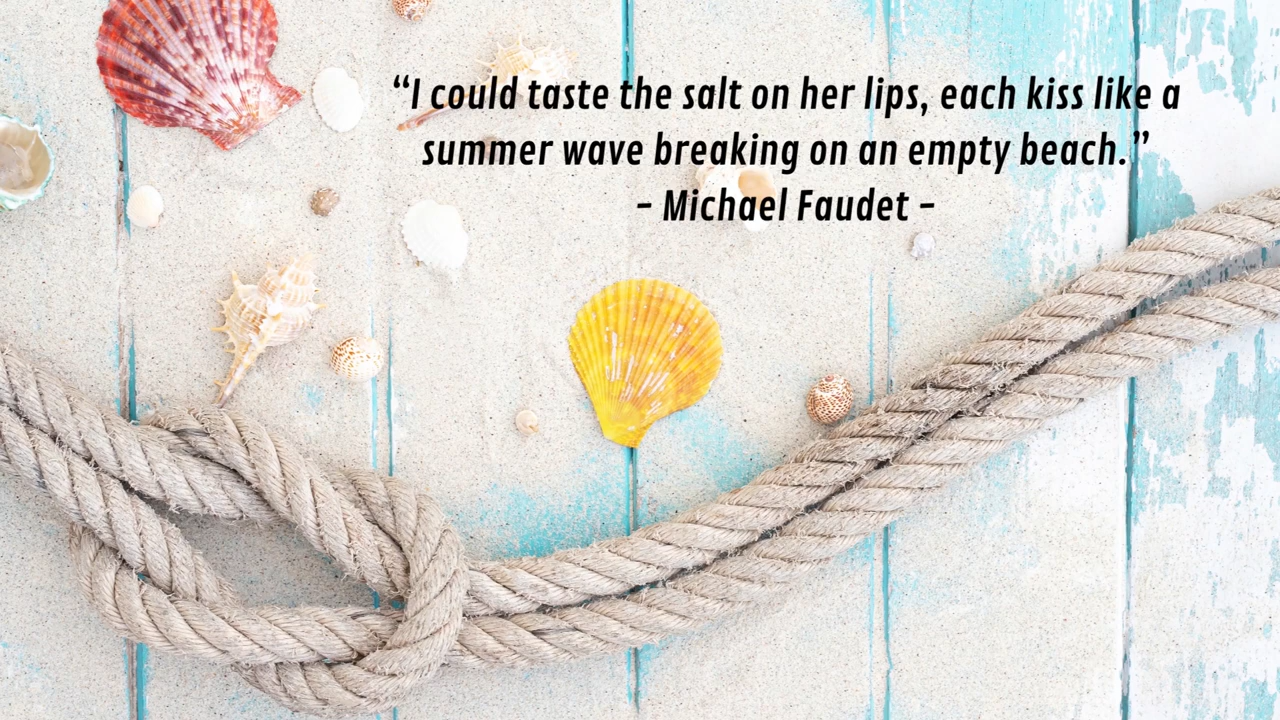 “I could taste the salt on her lips, each kiss like a
summer wave breaking on an empty beach.”
- Michael Faudet -